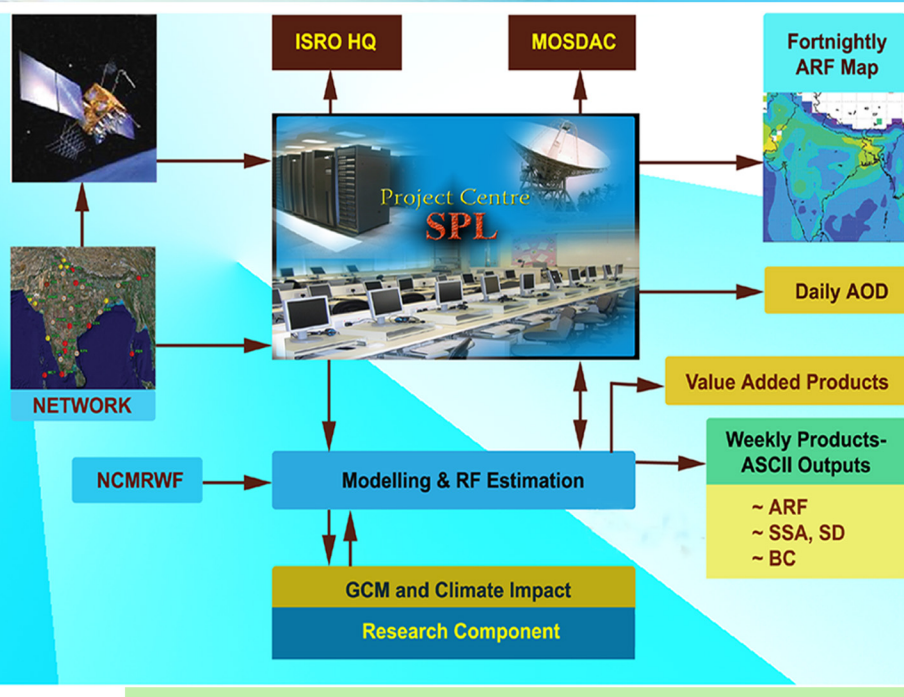 ISRO HQ
MOSDAC
Fortnightly
ARF Map
Project Centre
SPL
Daily AOD
NETWORK
Value Added Products
Weekly Products-
ASCII Outputs
NCMRWF
Modelling & RF Estimation
~ ARF
~ SSA, SD
~ BC
GCM and Climate Impact
Research Component